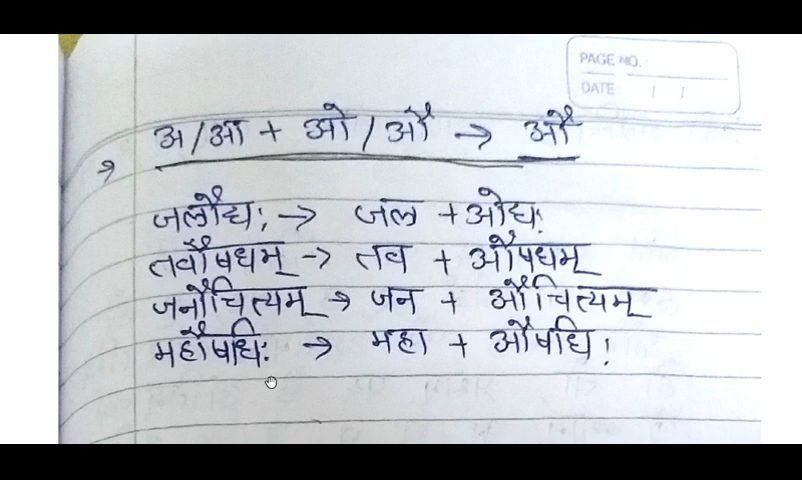 PAGE NO.:
DATE / /
अ/आ + ओ/औ → औ
→
जलौघः → जल + ओघः
तवौषधम् → तव + औषधम्
जनौचित्यम् → जन + औचित्यम्
महौषधिः → महा + औषधिः